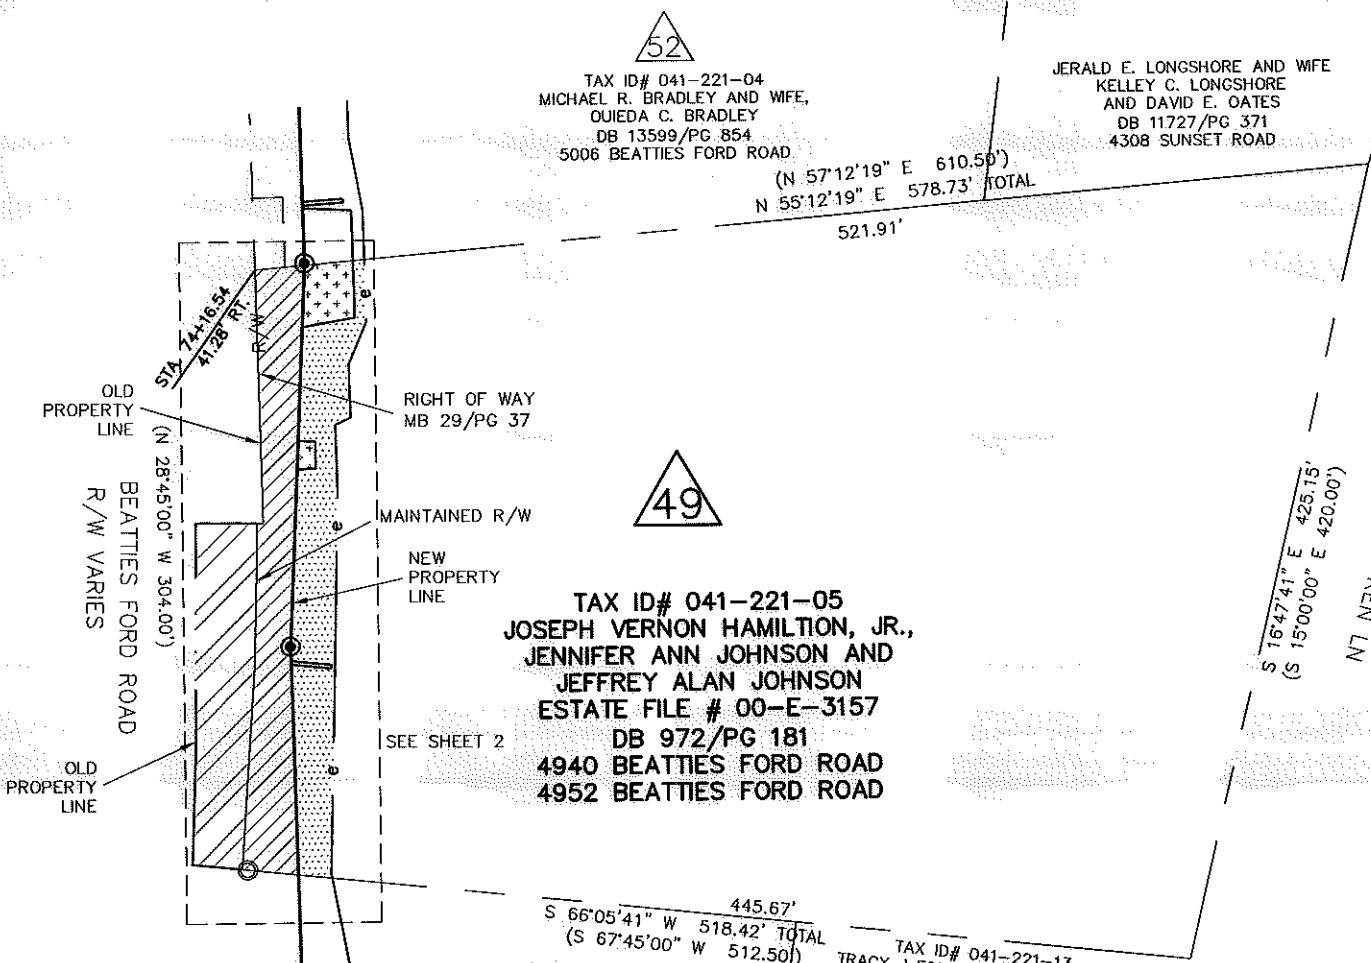 52
TAX ID# 041-221-04
MICHAEL R. BRADLEY AND WIFE,
OUIEDA C. BRADLEY
DB 13599/PG 854
5006 BEATTIES FORD ROAD
JERALD E. LONGSHORE AND WIFE
KELLEY C. LONGSHORE
AND DAVID E. OATES
DB 11727/PG 371
4308 SUNSET ROAD
(N 57°12'19" E 610.50')
N 55°12'19" E 578.73' TOTAL
521.91'
STA. 74+16.54
41.28' RT.
R/W
e
OLD
PROPERTY
LINE
RIGHT OF WAY
MB 29/PG 37
(N 28°45'00" W 304.00')
BEATTIES FORD ROAD
R/W VARIES
MAINTAINED R/W
e
NEW
PROPERTY
LINE
49
TAX ID# 041-221-05
JOSEPH VERNON HAMILTION, JR.,
JENNIFER ANN JOHNSON AND
JEFFREY ALAN JOHNSON
ESTATE FILE # 00-E-3157
DB 972/PG 181
4940 BEATTIES FORD ROAD
4952 BEATTIES FORD ROAD
S 16°47'41" E 425.15'
(S 15°00'00" E 420.00')
LN
SEE SHEET 2
e
OLD
PROPERTY
LINE
445.67'
S 66°05'41" W 518.42' TOTAL
(S 67°45'00" W 512.50')
TAX ID# 041-221-13
TRACY